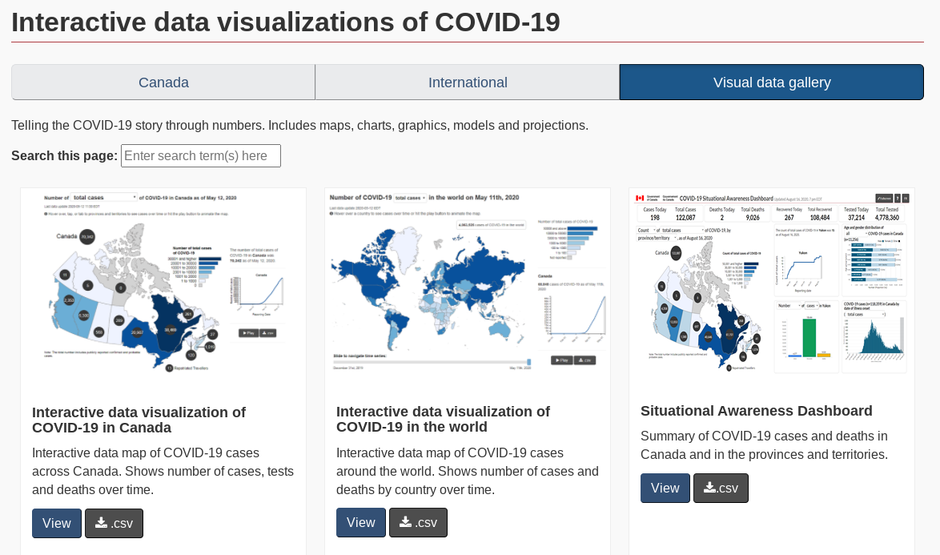 Interactive data visualizations of COVID-19
Canada
International
Visual data gallery
Telling the COVID-19 story through numbers. Includes maps, charts, graphics, models and projections.
Search this page: Enter search term(s) here
Number of total cases of COVID-19 in Canada as of May 12, 2020
Canada
Number of COVID-19 total cases in the world on May 11th, 2020
COVID-19 Situational Awareness Dashboard
Cases Today Total Cases Deaths Today Total Deaths Recovered Today Total Recovered Tested Today Total Tested
198 122,087 2 9,026 267 108,484 37,214 4,778,360
Interactive data visualization of
COVID-19 in Canada
Interactive data map of COVID-19 cases
across Canada. Shows number of cases, tests
and deaths over time.
View
.csv
Interactive data visualization of
COVID-19 in the world
Interactive data map of COVID-19 cases
around the world. Shows number of cases and
deaths by country over time.
View
.csv
Situational Awareness Dashboard
Summary of COVID-19 cases and deaths in
Canada and in the provinces and territories.
View
.csv